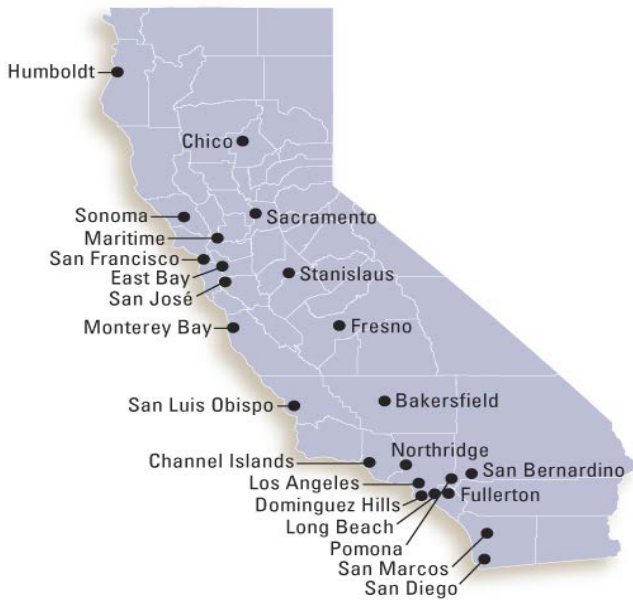 Humboldt
Chico
Sonoma
Sacramento
Maritime
San Francisco
East Bay
Stanislaus
San José
Monterey Bay
Fresno
San Luis Obispo
Bakersfield
Channel Islands
Northridge
San Bernardino
Los Angeles
Dominguez Hills
Fullerton
Long Beach
Pomona
San Marcos
San Diego